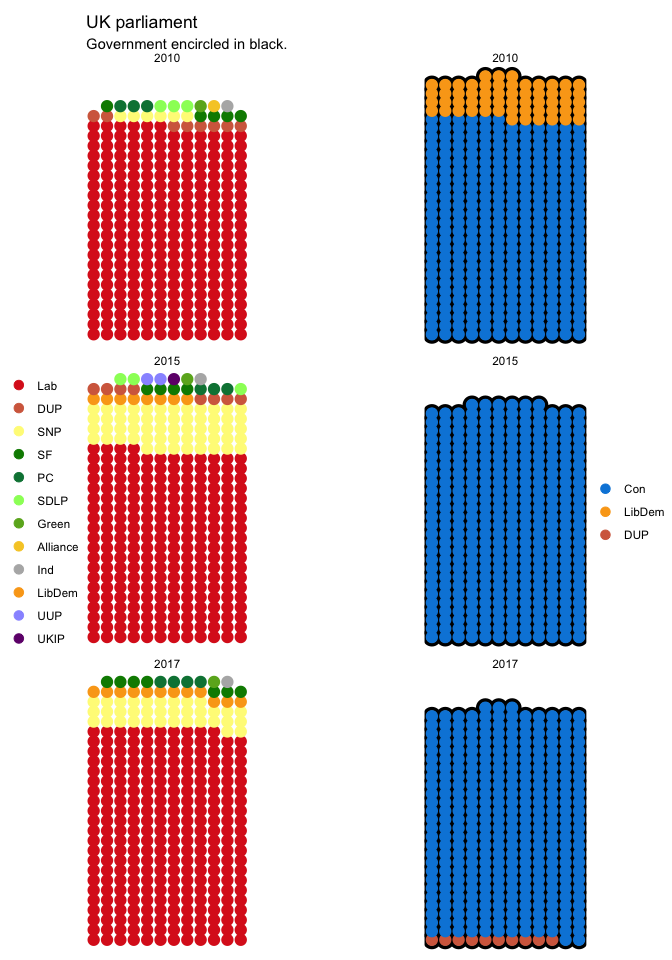 UK parliament
Government encircled in black.
2010
2010
2015
2015
Lab
DUP
SNP
SF
PC
SDLP
Green
Alliance
Ind
LibDem
UUP
UKIP
Con
LibDem
DUP
2017
2017